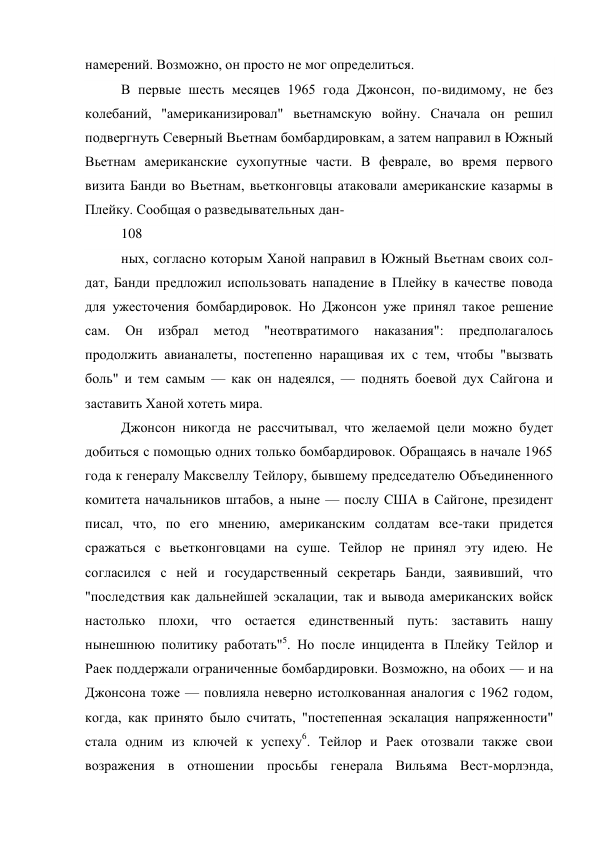 намерений. Возможно, он просто не мог определиться.
В первые шесть месяцев 1965 года Джонсон, по-видимому, не без
колебаний, "американизировал" вьетнамскую войну. Сначала он решил
подвергнуть Северный Вьетнам бомбардировкам, а затем направил в Южный
Вьетнам американские сухопутные части. В феврале, во время первого
визита Банди во Вьетнам, вьетконговцы атаковали американские казармы в
Плейку. Сообщая о разведывательных дан-
108
ных, согласно которым Ханой направил в Южный Вьетнам своих сол-
дат, Банди предложил использовать нападение в Плейку в качестве повода
для ужесточения бомбардировок. Но Джонсон уже принял такое решение
сам. Он избрал метод "неотвратимого наказания": предполагалось
продолжить авианалеты, постепенно наращивая их с тем, чтобы "вызвать
боль" и тем самым — как он надеялся, — поднять боевой дух Сайгона и
заставить Ханой хотеть мира.
Джонсон никогда не рассчитывал, что желаемой цели можно будет
добиться с помощью одних только бомбардировок. Обращаясь в начале 1965
года к генералу Максвеллу Тейлору, бывшему председателю Объединенного
комитета начальников штабов, а ныне — послу США в Сайгоне, президент
писал, что, по его мнению, американским солдатам все-таки придется
сражаться с вьетконговцами на суше. Тейлор не принял эту идею. Не
согласился с ней и государственный секретарь Банди, заявивший, что
"последствия как дальнейшей эскалации, так и вывода американских войск
настолько плохи, что остается единственный путь: заставить нашу
нынешнюю политику работать"5. Но после инцидента в Плейку Тейлор и
Раек поддержали ограниченные бомбардировки. Возможно, на обоих — и на
Джонсона тоже — повлияла неверно истолкованная аналогия с 1962 годом,
когда, как принято было считать, "постепенная эскалация напряженности"
стала одним из ключей к успеху6. Тейлор и Раек отозвали также свои
возражения в отношении просьбы генерала Вильяма Вест-морлэнда,